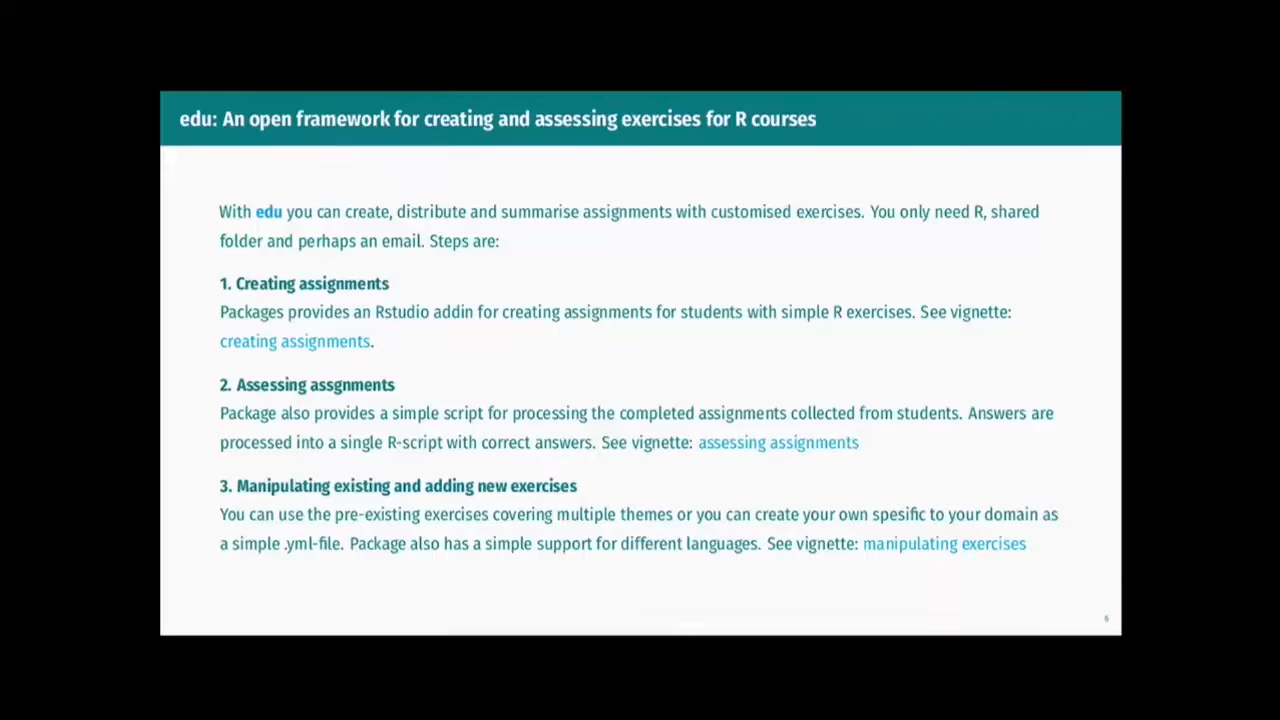 edu: An open framework for creating and assessing exercises for R courses
With edu you can create, distribute and summarise assignments with customised exercises. You only need R, shared
folder and perhaps an email. Steps are:
1. Creating assignments
Packages provides an Rstudio addin for creating assignments for students with simple R exercises. See vignette:
creating assignments.
2. Assessing assgnments
Package also provides a simple script for processing the completed assignments collected from students. Answers are
processed into a single R-script with correct answers. See vignette: assessing assignments
3. Manipulating existing and adding new exercises
You can use the pre-existing exercises covering multiple themes or you can create your own spesific to your domain as
a simple .yml-file. Package also has a simple support for different languages. See vignette: manipulating exercises
6